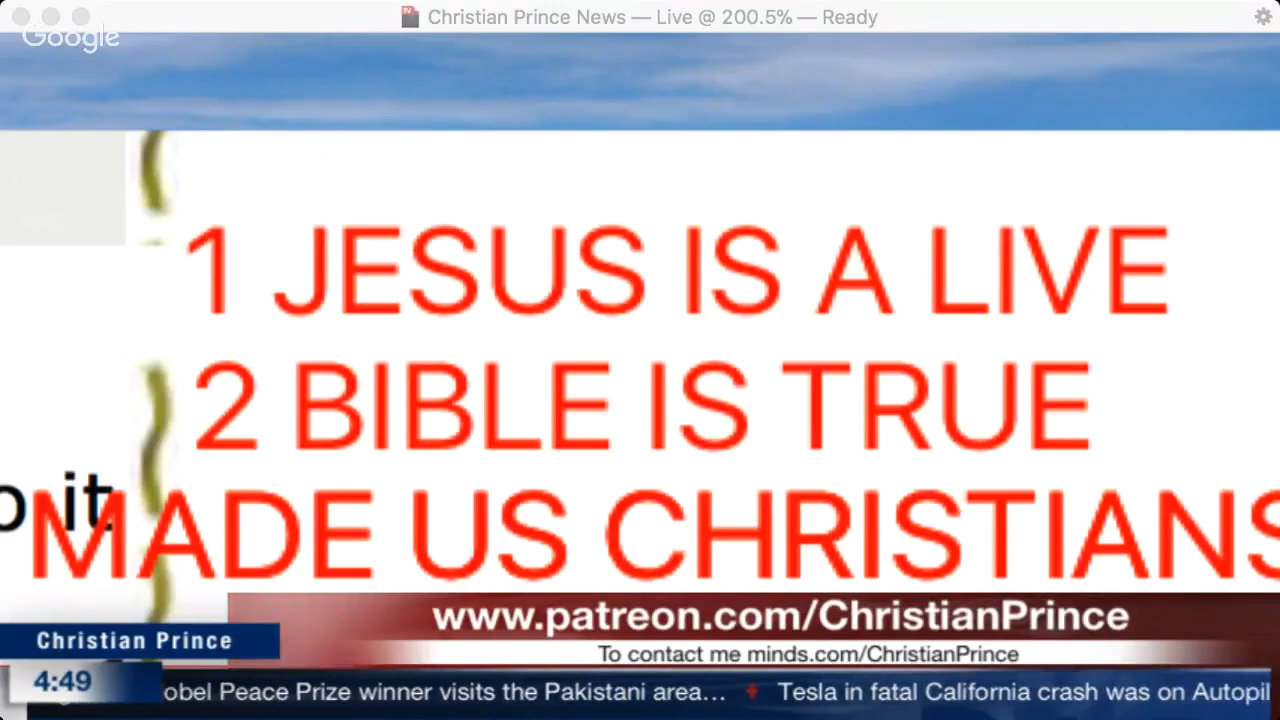 Christian Prince News — Live @ 200.5% — Ready
Google
1 JESUS IS A LIVE
2 BIBLE IS TRUE
it
MADE US CHRISTIANS
www.patreon.com/ChristianPrince
Christian Prince
To contact me minds.com/ChristianPrince
4:49
obel Peace Prize winner visits the Pakistani area... Tesla in fatal California crash was on Autopil